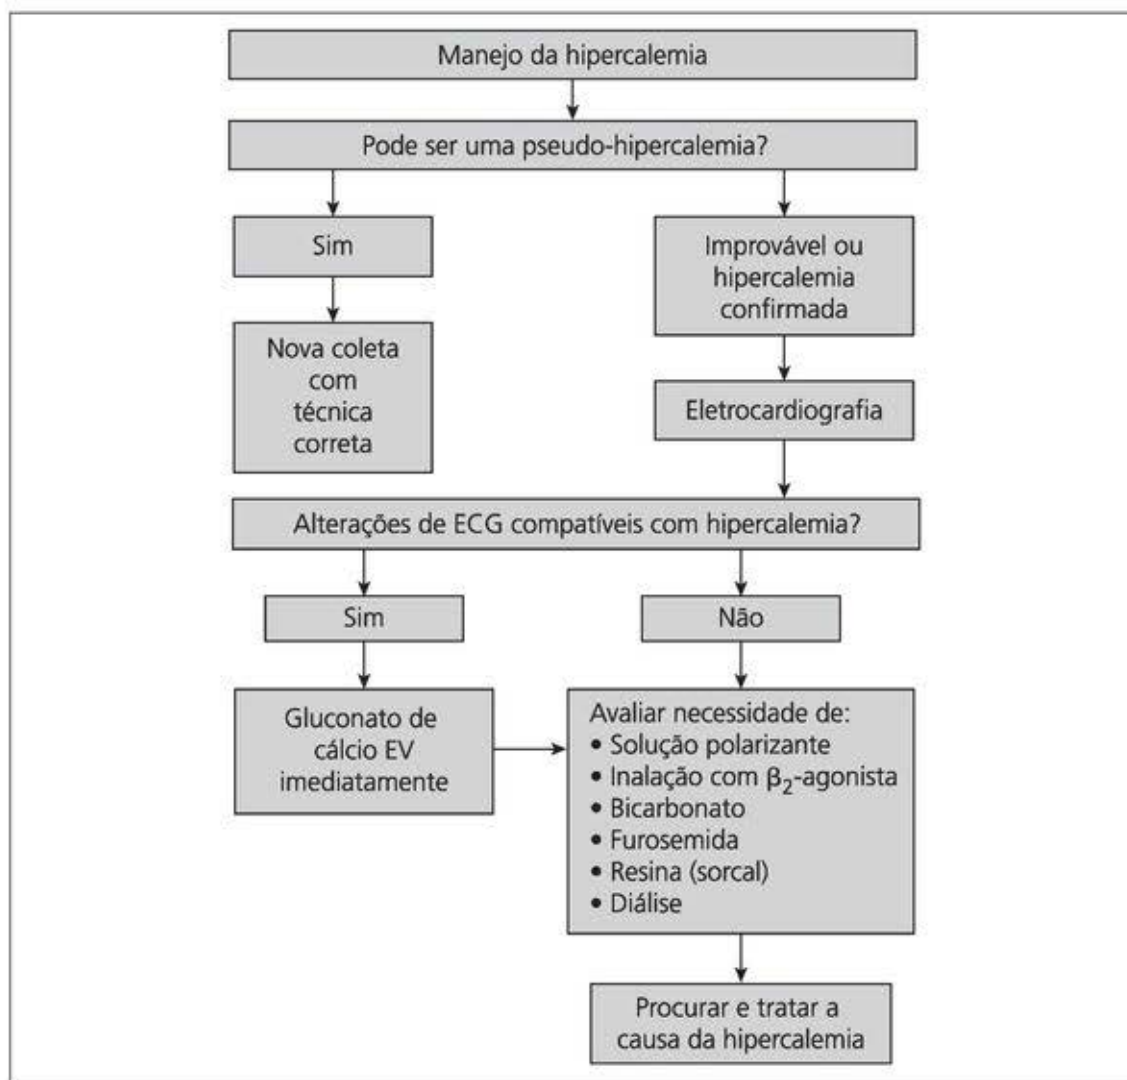 Manejo da hipercalemia
Pode ser uma pseudo-hipercalemia?
Sim
Improvável ou
hipercalemia
confirmada
Nova coleta
com
técnica
correta
Eletrocardiografia
Alterações de ECG compatíveis com hipercalemia?
Sim
Não
Gluconato de
cálcio EV
imediatamente
Avaliar necessidade de:
• Solução polarizante
• Inalação com β₂-agonista
• Bicarbonato
• Furosemida
• Resina (sorcal)
• Diálise
Procurar e tratar a
causa da hipercalemia